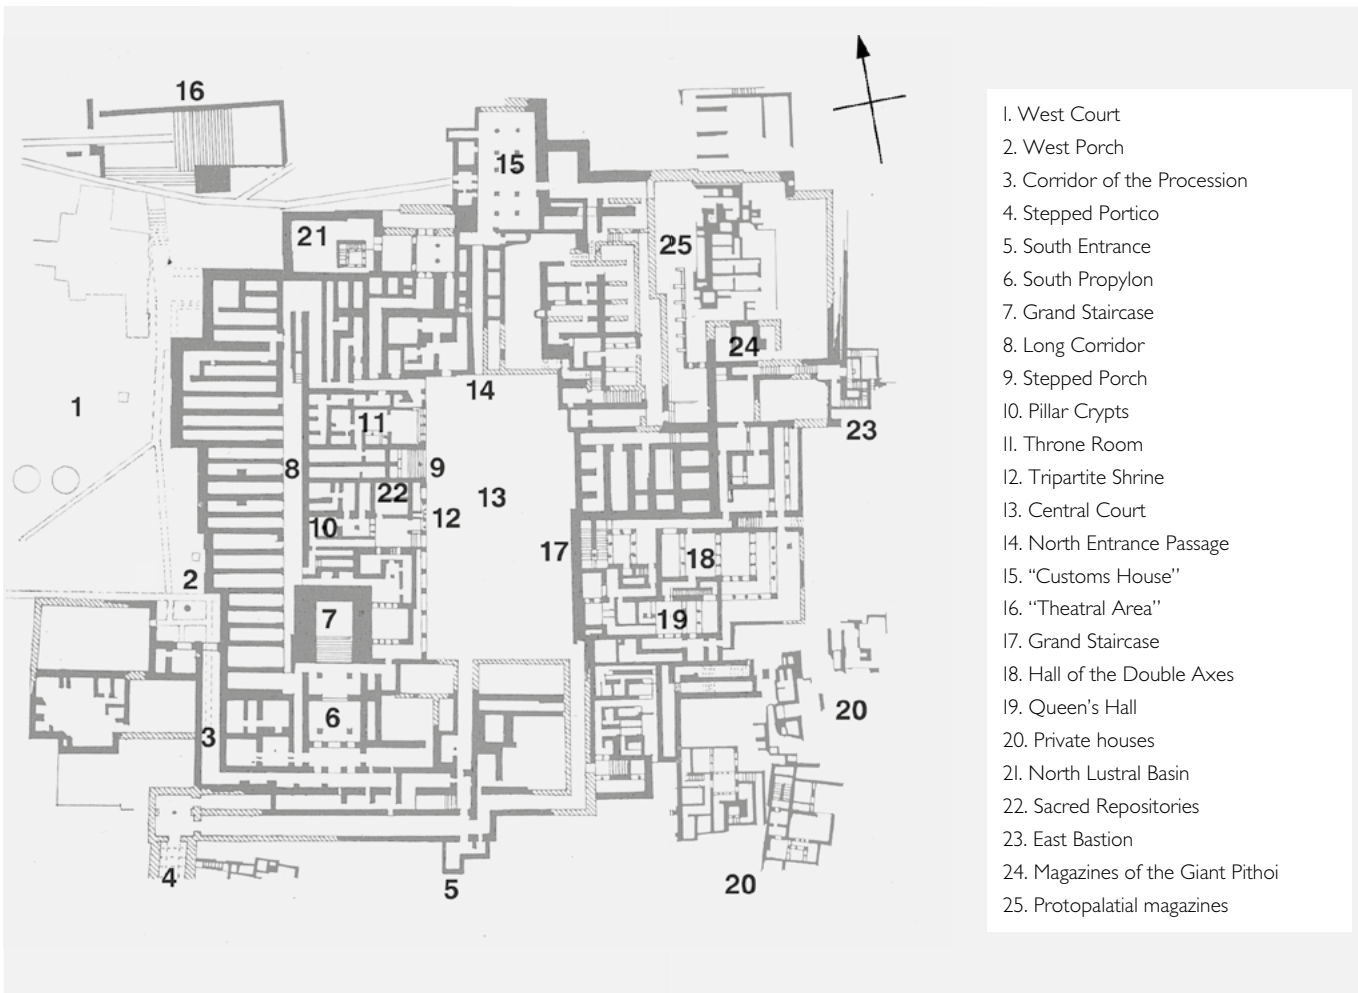 16
15
21
25
24
14
1
11
23
8
9
22
13
12
10
17
18
2
7
19
6
20
3
4
5
20
1. West Court
2. West Porch
3. Corridor of the Procession
4. Stepped Portico
5. South Entrance
6. South Propylon
7. Grand Staircase
8. Long Corridor
9. Stepped Porch
10. Pillar Crypts
11. Throne Room
12. Tripartite Shrine
13. Central Court
14. North Entrance Passage
15. “Customs House”
16. “Theatral Area”
17. Grand Staircase
18. Hall of the Double Axes
19. Queen’s Hall
20. Private houses
21. North Lustral Basin
22. Sacred Repositories
23. East Bastion
24. Magazines of the Giant Pithoi
25. Protopalatial magazines